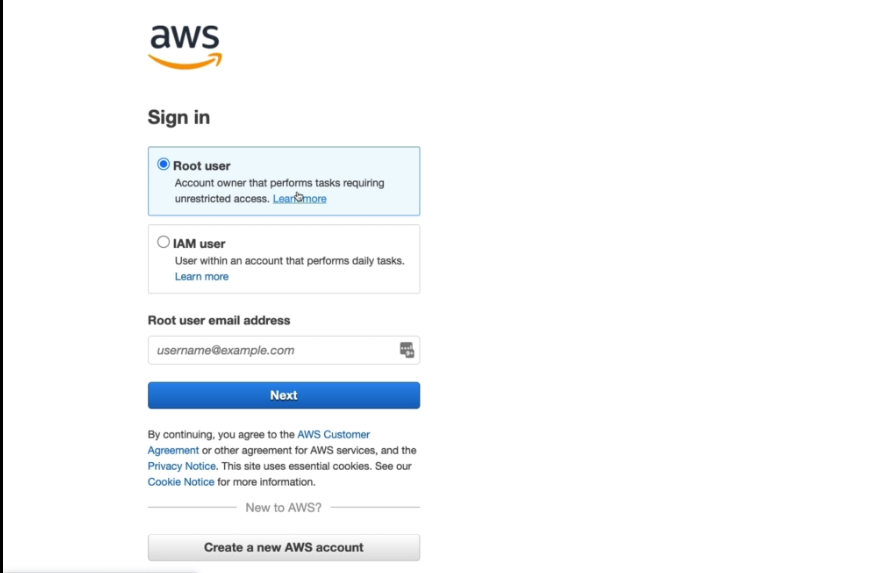 aws
Sign in
Root user
Account owner that performs tasks requiring
unrestricted access. Learn more
IAM user
User within an account that performs daily tasks.
Learn more
Root user email address
username@example.com
Next
By continuing, you agree to the AWS Customer
Agreement or other agreement for AWS services, and the
Privacy Notice. This site uses essential cookies. See our
Cookie Notice for more information.
New to AWS?
Create a new AWS account